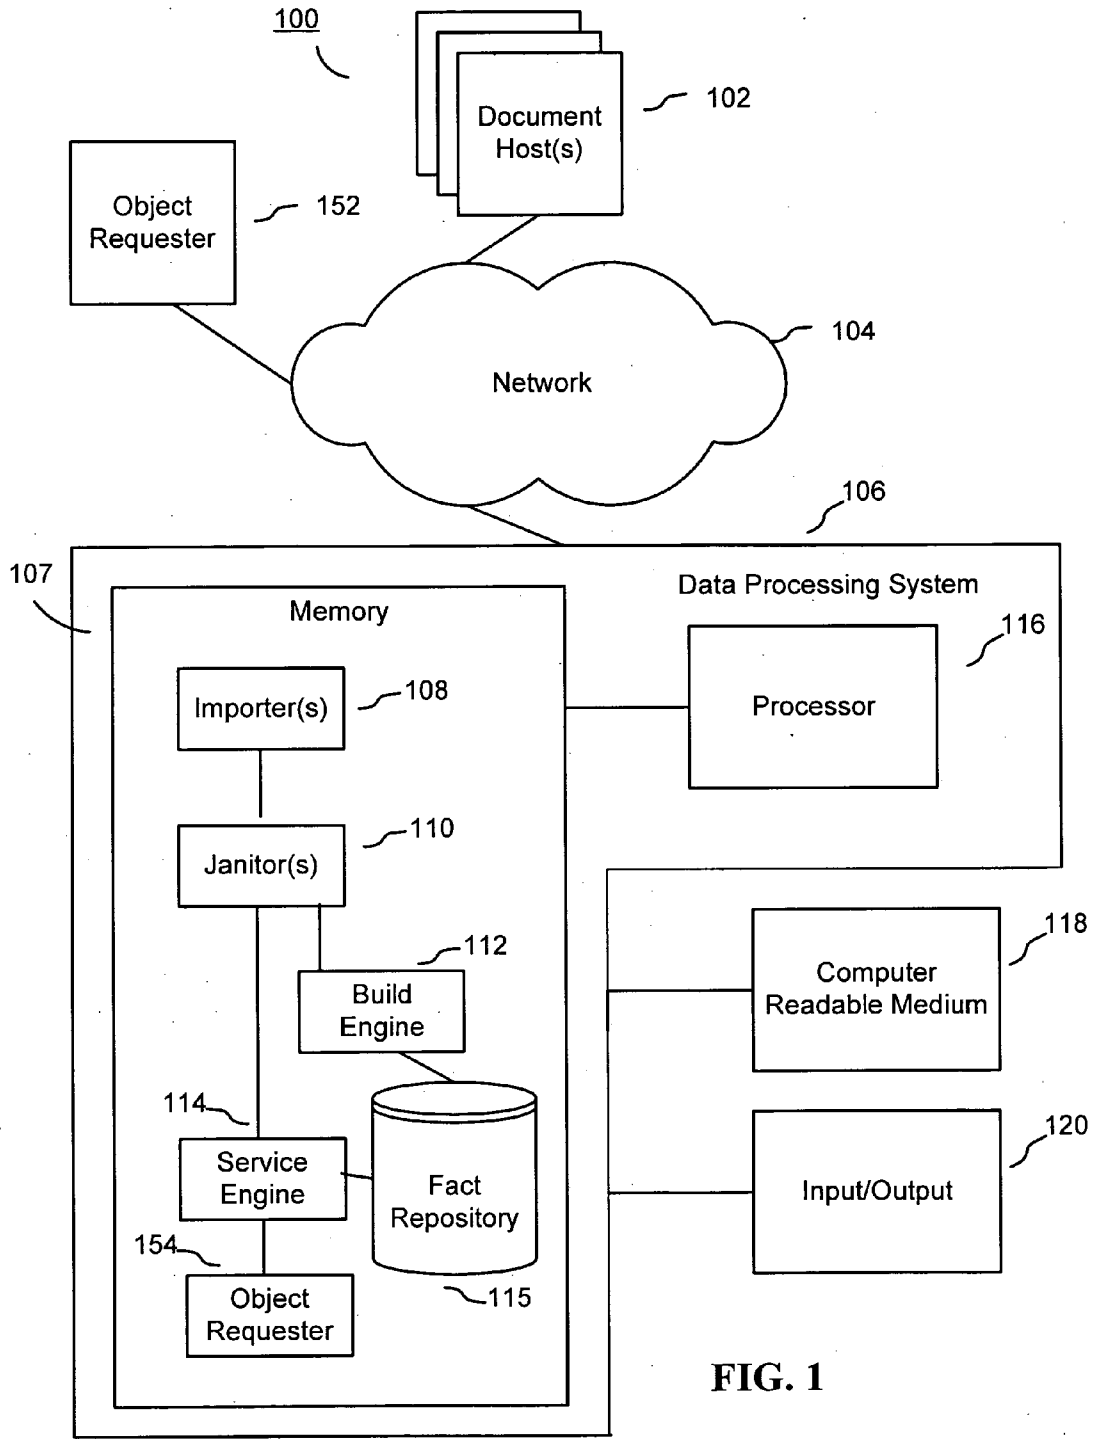 100
Document
Host(s)
102
Object
Requester
152
Network
104
106
107
Data Processing System
Memory
116
Processor
Importer(s)
108
Janitor(s)
110
118
Computer
Readable Medium
112
Build
Engine
114
Service
Engine
Fact
Repository
120
Input/Output
154
Object
Requester
115
FIG. 1